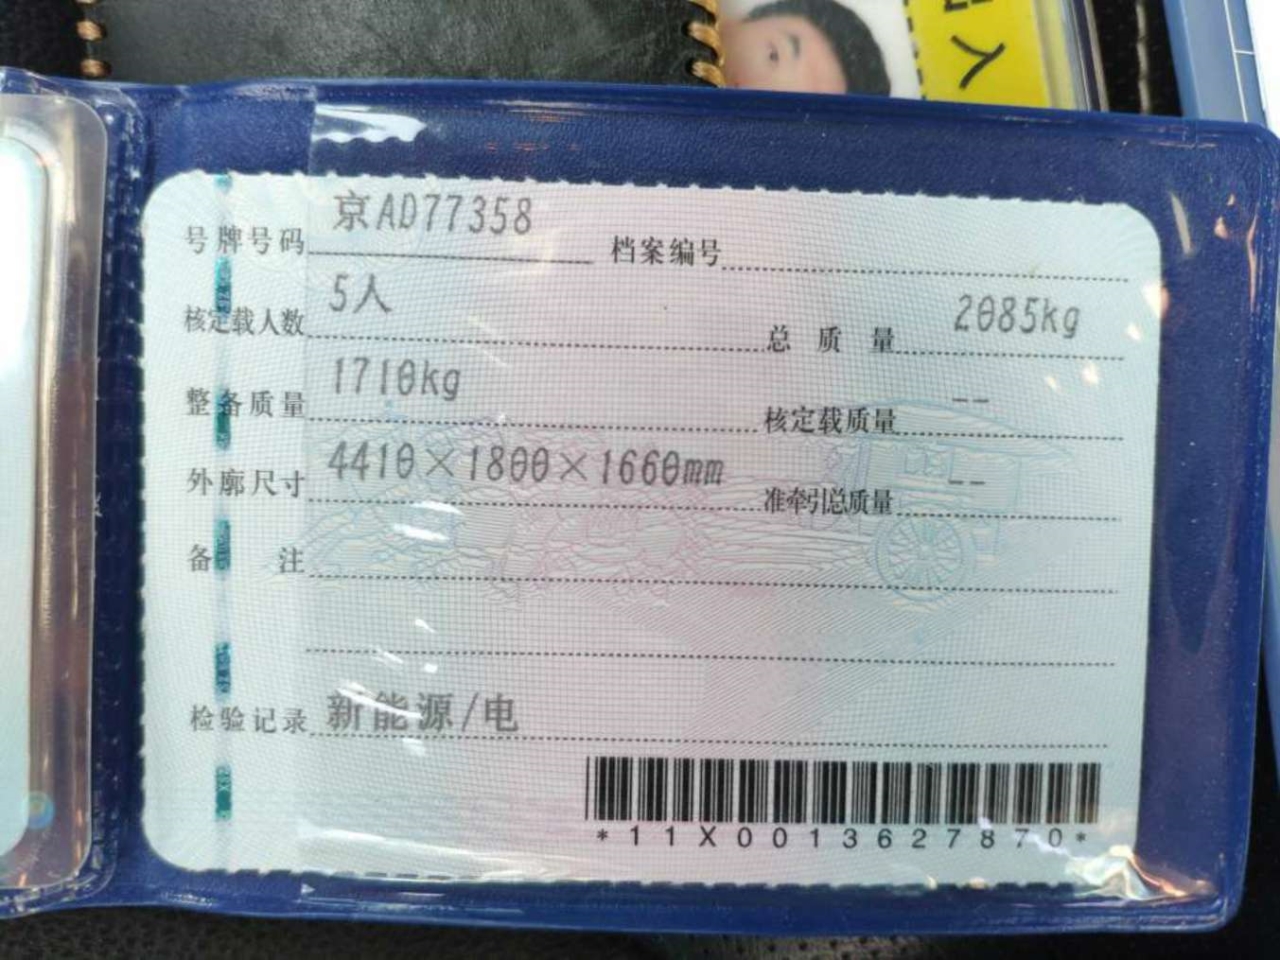 人
号牌号码 京AD77358 档案编号
核定载人数 5人 总质量 2085kg
整备质量 1710kg 核定载质量 --
外廓尺寸 4410×1800×1660mm 准牵引总质量 --
备注
检验记录 新能源/电
*11X0013627870*